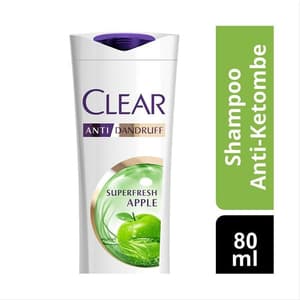 CLEAR
ANTI DANDRUFF
SUPERFRESH
APPLE
Shampoo
Anti-Ketombe
80
ml